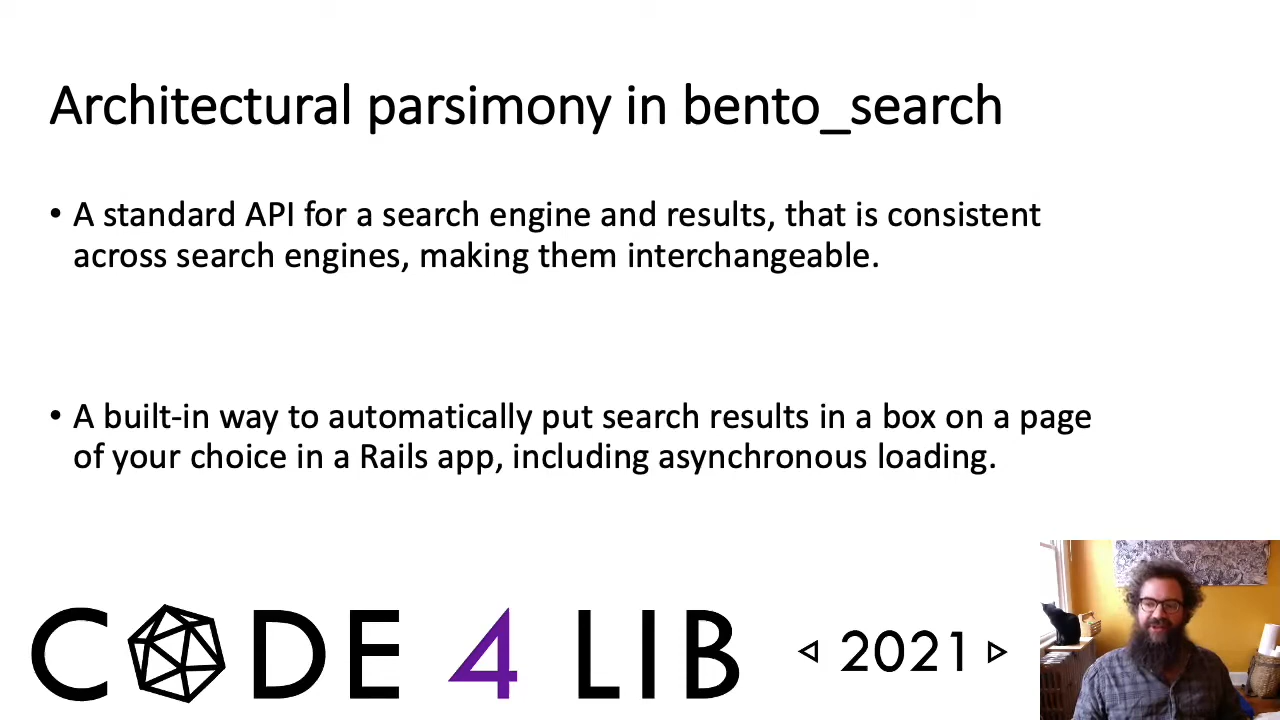 Architectural parsimony in bento_search
• A standard API for a search engine and results, that is consistent
across search engines, making them interchangeable.
• A built-in way to automatically put search results in a box on a page
of your choice in a Rails app, including asynchronous loading.
CODE 4 LIB ◃ 2021 ▹